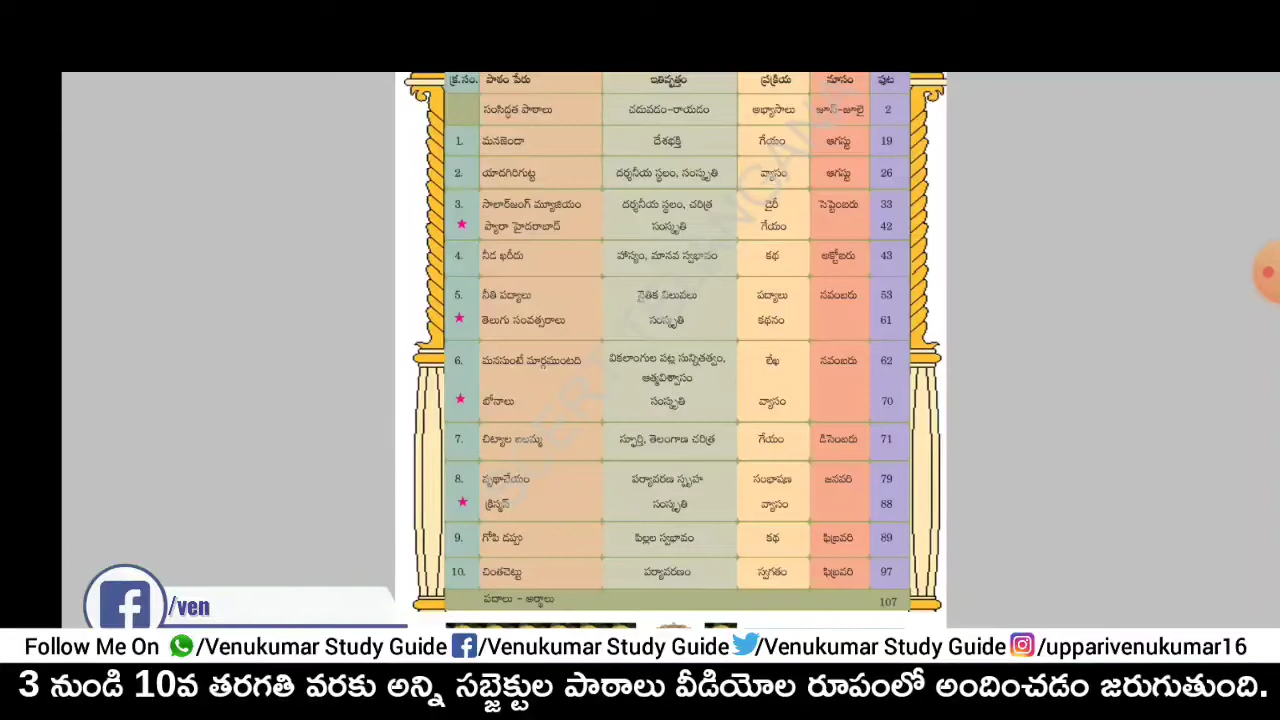 క్ర.సం. పాఠం పేరు ఇతివృత్తం ప్రక్రియ మాసం పుట
సంసిద్ధత పాఠాలు చదువడం-రాయడం అభ్యాసాలు జూన్-జూలై 2
1. మనజెండా దేశభక్తి గేయం ఆగస్టు 19
2. యాదగిరిగుట్ట దర్శనీయ స్థలం, సంస్కృతి వ్యాసం ఆగస్టు 26
3. సాలార్‌జంగ్ మ్యూజియం దర్శనీయ స్థలం, చరిత్ర డైరీ సెప్టెంబరు 33
★ ప్యారా హైదరాబాద్ సంస్కృతి గేయం 42
4. నీడ ఖరీదు హాస్యం, మానవ స్వభావం కథ అక్టోబరు 43
5. నీతి పద్యాలు నైతిక విలువలు పద్యాలు నవంబరు 53
★ తెలుగు సంవత్సరాలు సంస్కృతి కథనం 61
6. మనసుంటే మార్గముంటది వికలాంగుల పట్ల సున్నితత్వం, లేఖ నవంబరు 62
ఆత్మవిశ్వాసం
★ బోనాలు సంస్కృతి వ్యాసం 70
7. చిట్యాల ఐలమ్మ స్ఫూర్తి, తెలంగాణ చరిత్ర గేయం డిసెంబరు 71
8. పర్యావరణ స్పృహ సంభాషణ జనవరి 79
★ క్రిస్మస్ సంస్కృతి వ్యాసం 88
9. గోపి డప్పు పిల్లల స్వభావం కథ ఫిబ్రవరి 89
10. చింతచెట్టు పర్యావరణం స్వగతం ఫిబ్రవరి 97
పదాలు - అర్థాలు 107
/ven
Follow Me On /Venukumar Study Guide /Venukumar Study Guide /Venukumar Study Guide /upparivenukumar16
3 నుండి 10వ తరగతి వరకు అన్ని సబ్జెక్టుల పాఠాలు వీడియోల రూపంలో అందించడం జరుగుతుంది.